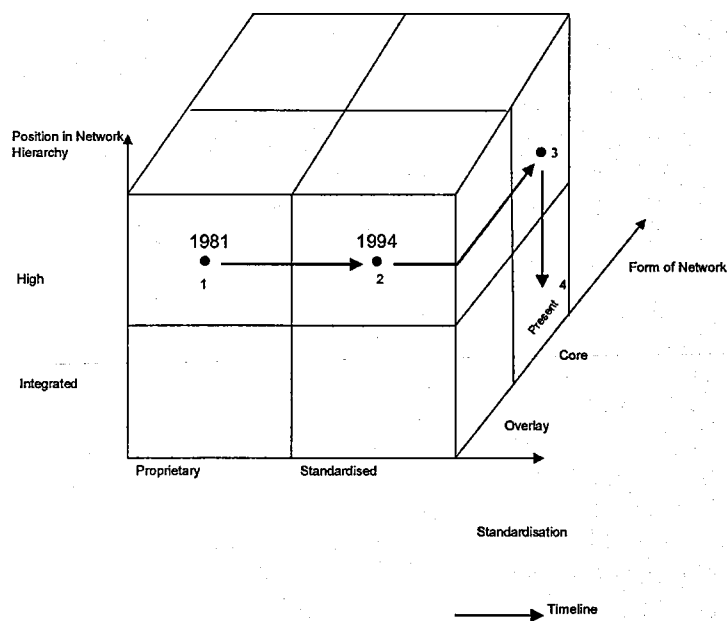 Position in Network
Hierarchy
3
1981
1994
1
2
Form of Network
High
4
Present
Core
Integrated
Overlay
Proprietary
Standardised
Standardisation
Timeline